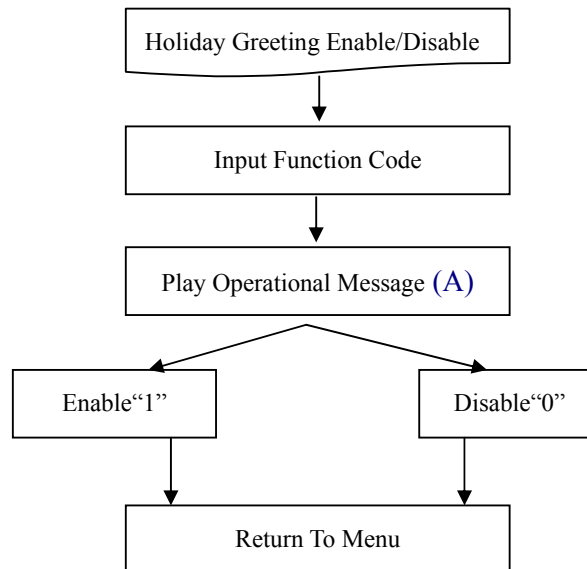 Holiday Greeting Enable/Disable
Input Function Code
Play Operational Message (A)
Enable“1”
Disable“0”
Return To Menu